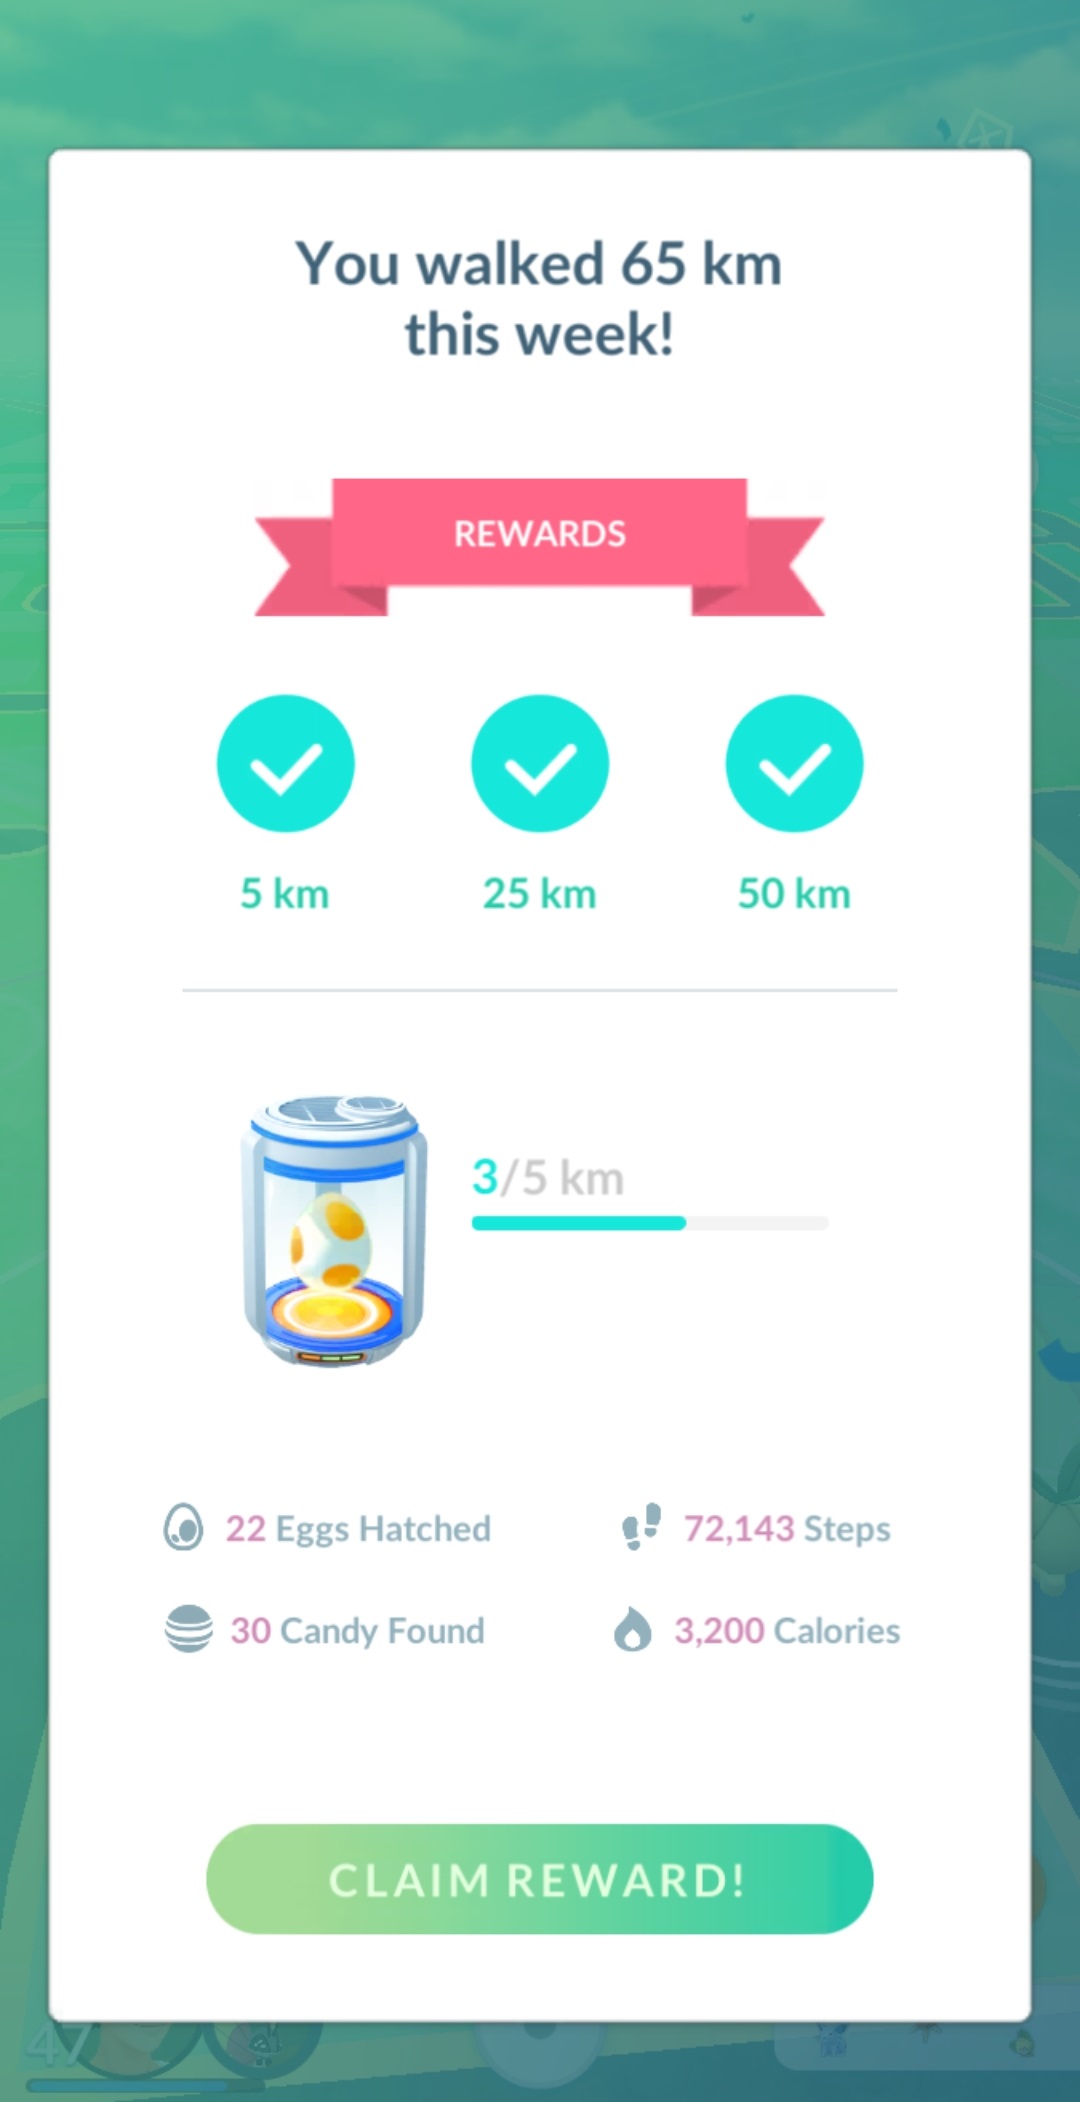 You walked 65 km
this week!
REWARDS
5 km 25 km 50 km
3/5 km
22 Eggs Hatched 72,143 Steps
30 Candy Found 3,200 Calories
CLAIM REWARD!
47